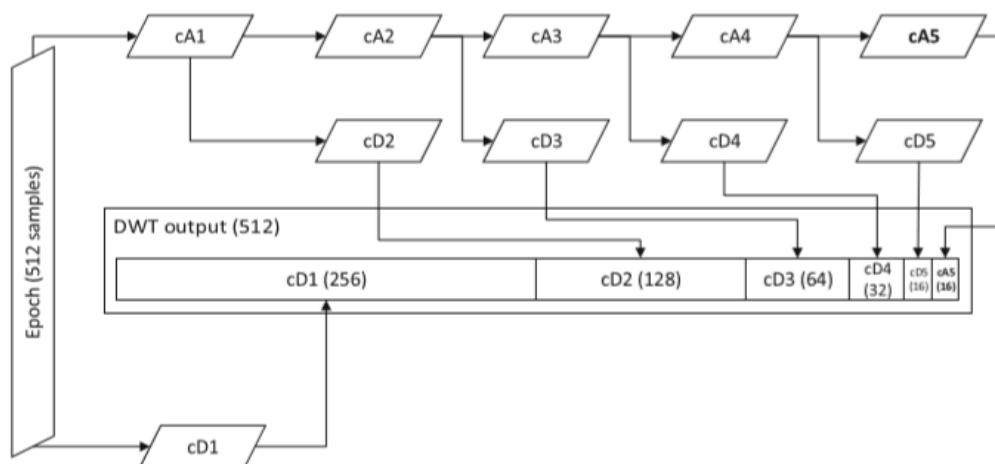 cA1
cA2
cA3
cA4
cA5
cD2
cD3
cD4
cD5
Epoch (512 samples)
DWT output (512)
cD1 (256)
cD2 (128)
cD3 (64)
cD4
(32)
cD5
(16)
cA5
(16)
cD1